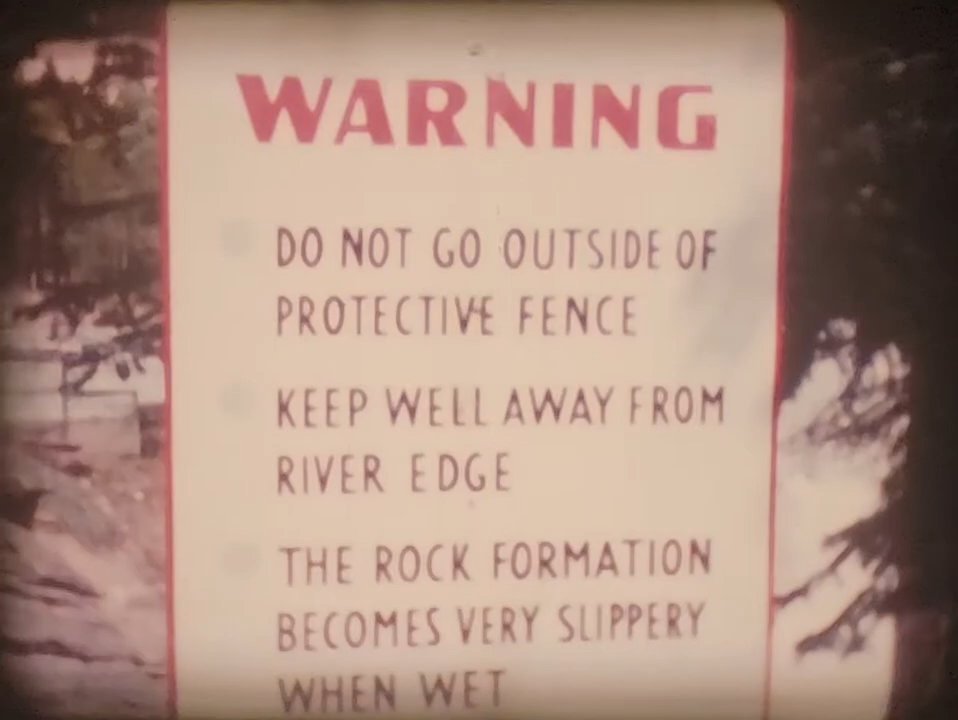 WARNING
DO NOT GO OUTSIDE OF
PROTECTIVE FENCE
KEEP WELL AWAY FROM
RIVER EDGE
THE ROCK FORMATION
BECOMES VERY SLIPPERY
WHEN WET